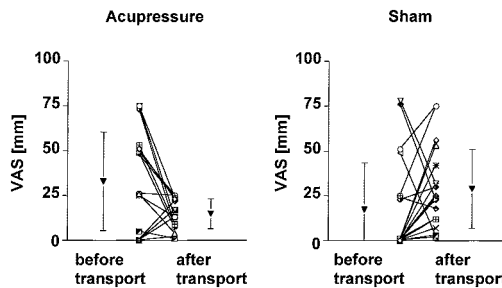 Acupressure
Sham
VAS [mm]
100
75
50
25
0
before transport
after transport
VAS [mm]
100
75
50
25
0
before transport
after transport